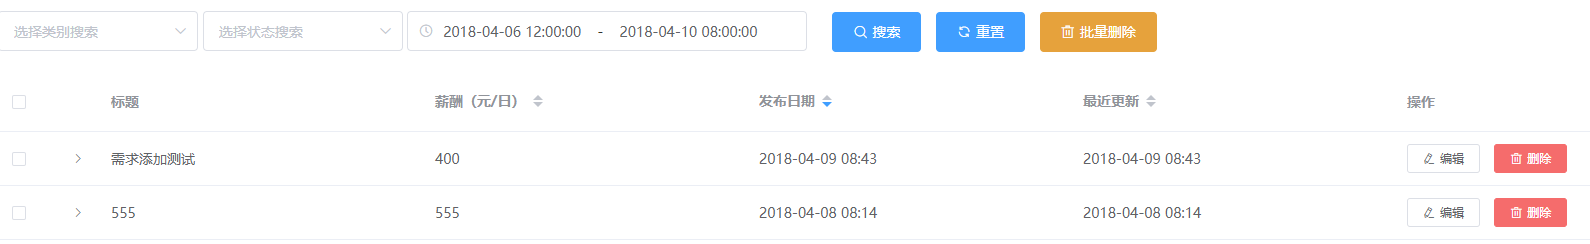 选择类别搜索 选择状态搜索 2018-04-06 12:00:00 - 2018-04-10 08:00:00 搜索 重置 批量删除
标题 薪酬（元/日） 发布日期 最近更新 操作
需求添加测试 400 2018-04-09 08:43 2018-04-09 08:43 编辑 删除
555 555 2018-04-08 08:14 2018-04-08 08:14 编辑 删除